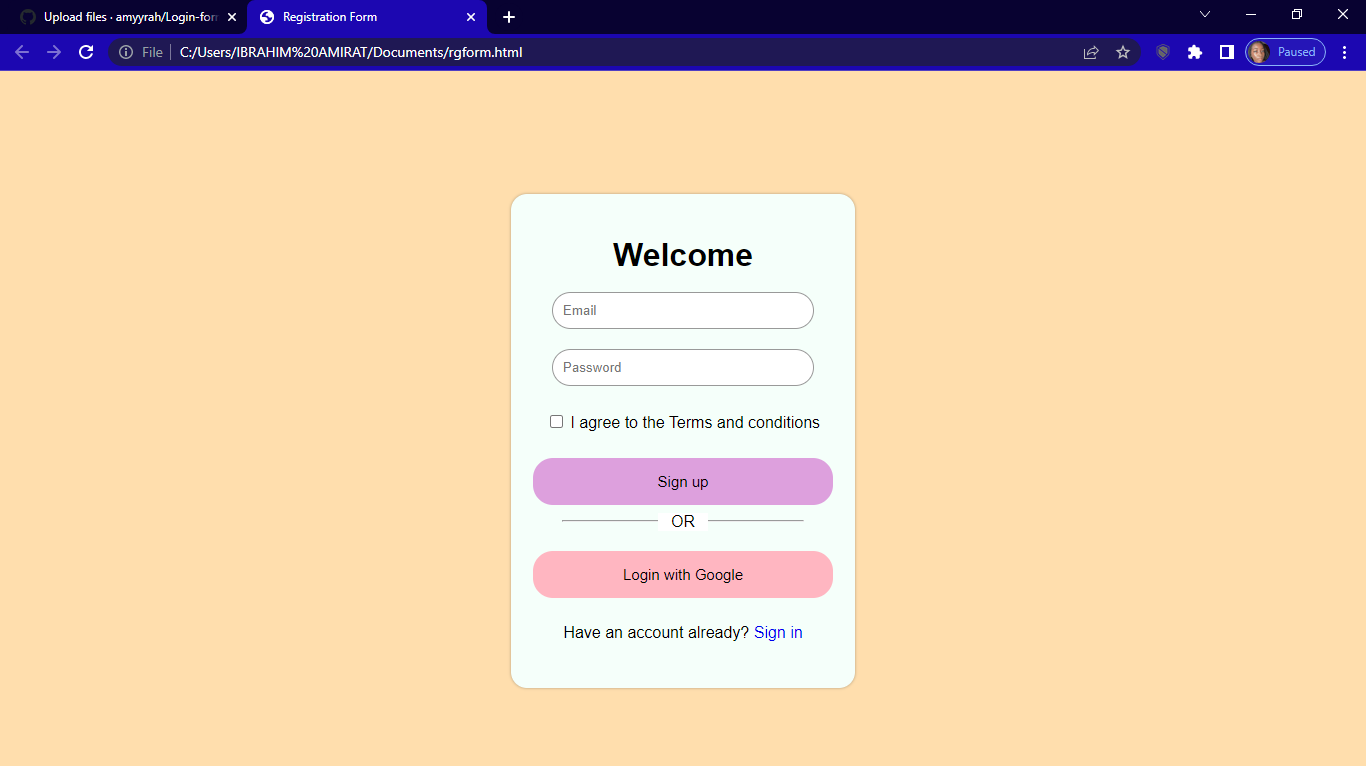 Upload files · amyyrah/Login-for
Registration Form
File
C:/Users/IBRAHIM%20AMIRAT/Documents/rgform.html
Paused
Welcome
Email
Password
I agree to the Terms and conditions
Sign up
OR
Login with Google
Have an account already? Sign in